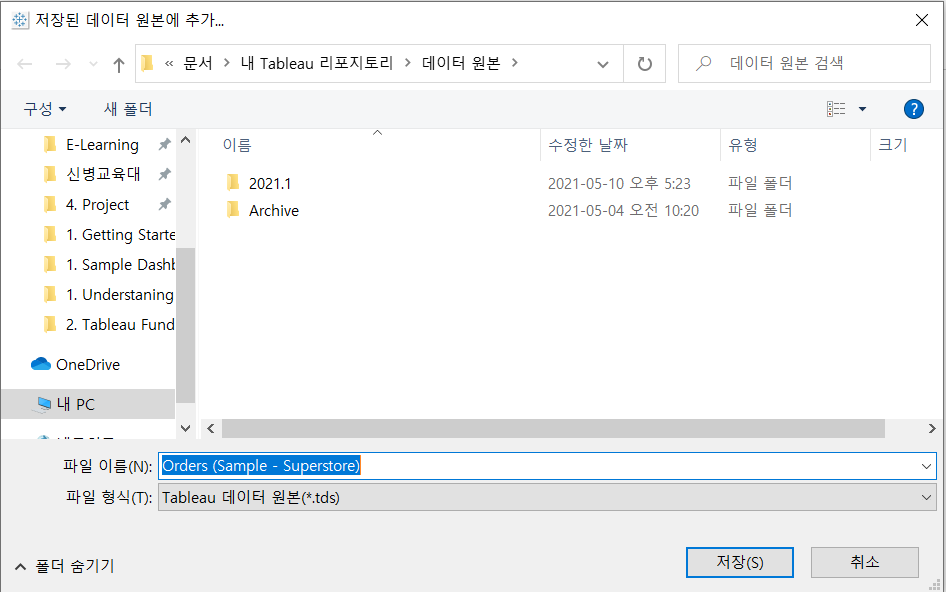 저장된 데이터 원본에 추가...
« 문서 > 내 Tableau 리포지토리 > 데이터 원본 >
데이터 원본 검색
구성
새 폴더
E-Learning
신병교육대
4. Project
1. Getting Starte
1. Sample Dashb
1. Understaning
2. Tableau Fund
OneDrive
내 PC
이름 수정한 날짜 유형 크기
2021.1 2021-05-10 오후 5:23 파일 폴더
Archive 2021-05-04 오전 10:20 파일 폴더
파일 이름(N): Orders (Sample - Superstore)
파일 형식(T): Tableau 데이터 원본(*.tds)
폴더 숨기기
저장(S)
취소